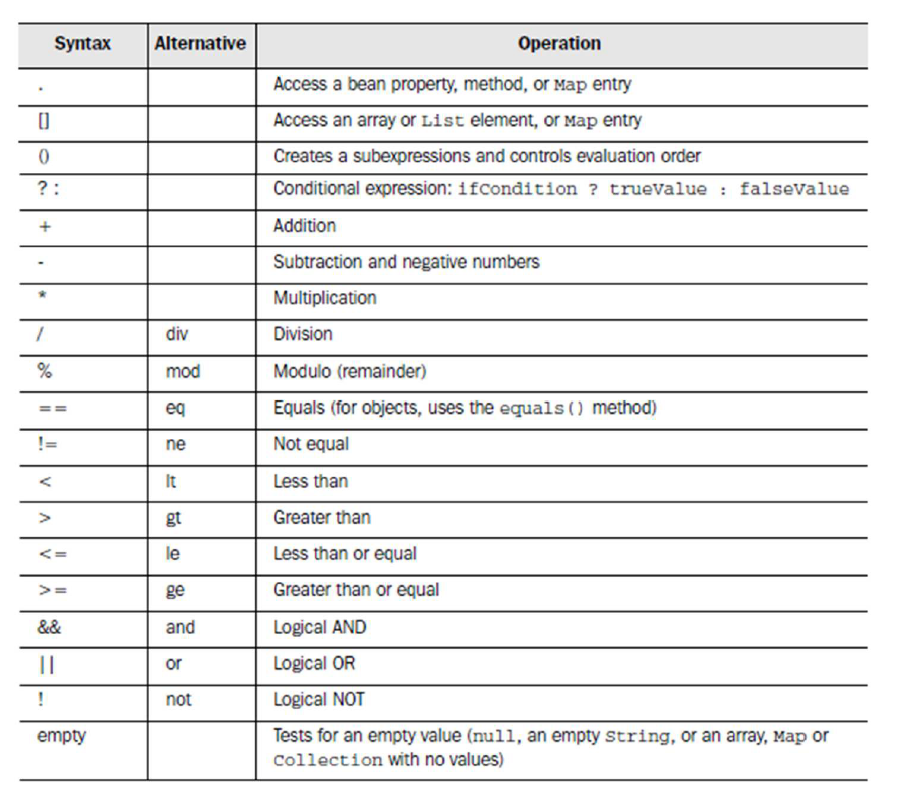 Syntax Alternative Operation
. Access a bean property, method, or Map entry
[] Access an array or List element, or Map entry
() Creates a subexpressions and controls evaluation order
? : Conditional expression: ifCondition ? trueValue : falseValue
+ Addition
- Subtraction and negative numbers
* Multiplication
/ div Division
% mod Modulo (remainder)
== eq Equals (for objects, uses the equals() method)
!= ne Not equal
< lt Less than
> gt Greater than
<= le Less than or equal
>= ge Greater than or equal
&& and Logical AND
|| or Logical OR
! not Logical NOT
empty Tests for an empty value (null, an empty String, or an array, Map or
Collection with no values)